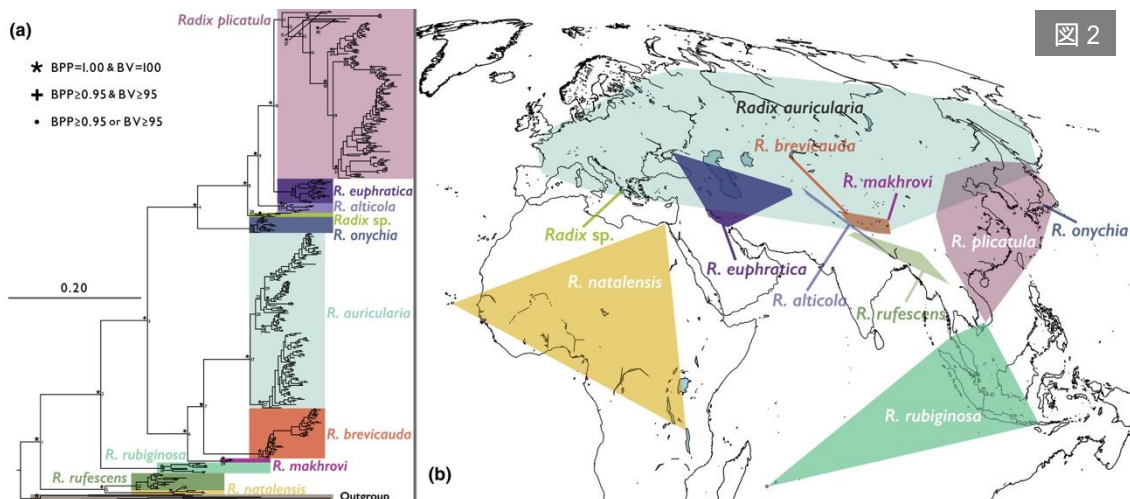 (a)
Radix plicatula
★ BPP=1.00 & BV=100
+ BPP≥0.95 & BV≥95
• BPP≥0.95 or BV≥95
R. euphratica
R. alticola
Radix sp.
R. onychia
0.20
R. auricularia
R. brevicauda
R. rubiginosa
R. makhrovi
R. rufescens
R. natalensis
Outgroup
図 2
Radix auricularia
R. brevicauda
R. makhrovi
Radix sp.
R. euphratica
R. plicatula
R. onychia
R. natalensis
R. alticola
R. rufescens
R. rubiginosa
(b)